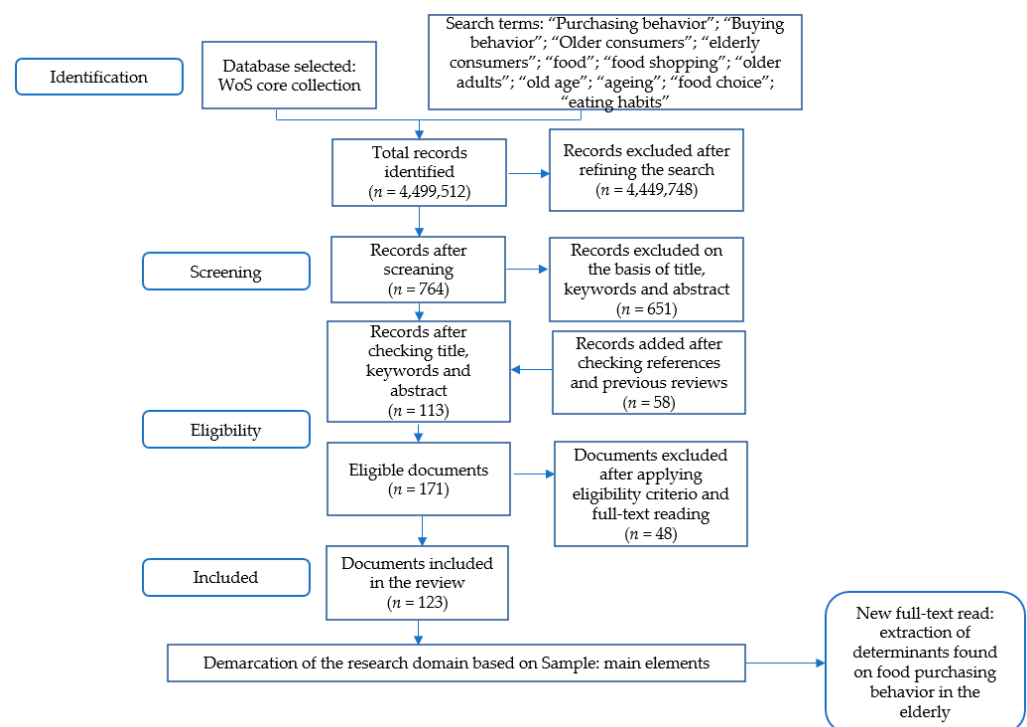 Identification
Database selected:
WoS core collection
Search terms: “Purchasing behavior”; “Buying
behavior”; “Older consumers”; “elderly
consumers”; “food”; “food shopping”; “older
adults”; “old age”; “ageing”; “food choice”;
“eating habits”
Total records
identified
(n = 4,499,512)
Records excluded after
refining the search
(n = 4,449,748)
Screening
Records after
screaning
(n = 764)
Records excluded on
the basis of title,
keywords and abstract
(n = 651)
Records after
checking title,
keywords and
abstract
(n = 113)
Records added after
checking references
and previous reviews
(n = 58)
Eligibility
Eligible documents
(n = 171)
Documents excluded
after applying
eligibility criterio and
full-text reading
(n = 48)
Included
Documents included
in the review
(n = 123)
Demarcation of the research domain based on Sample: main elements
New full-text read:
extraction of
determinants found
on food purchasing
behavior in the
elderly